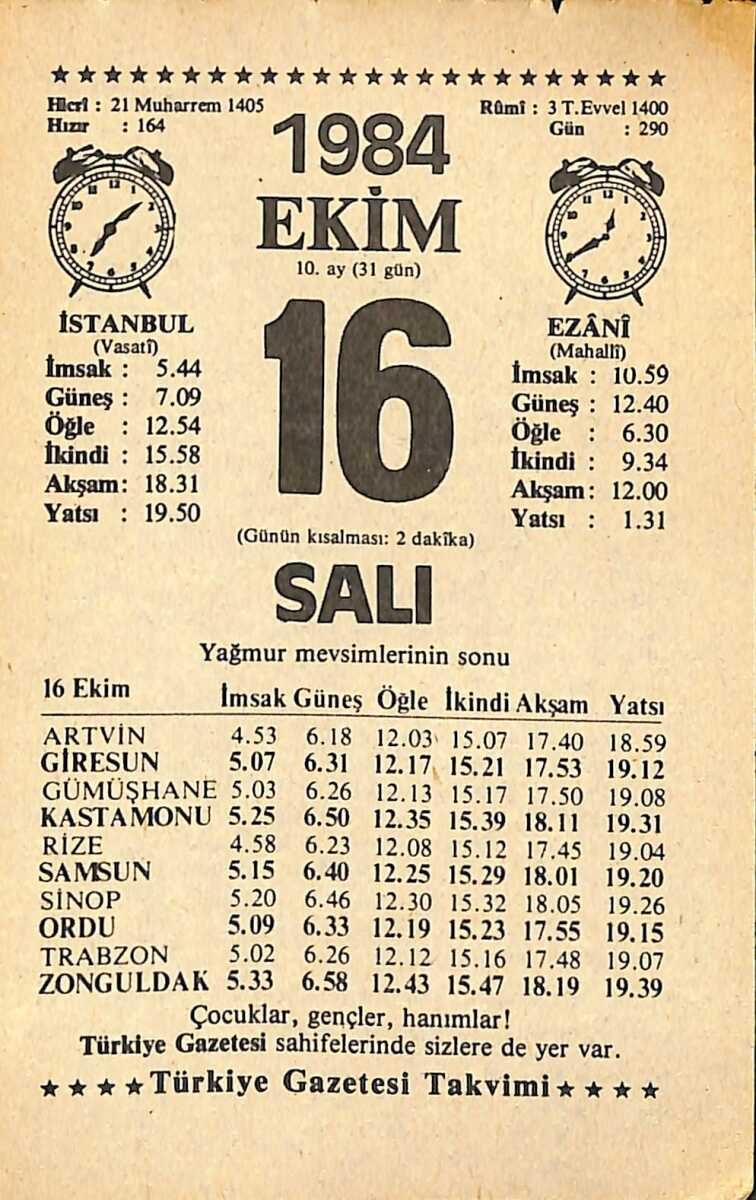 ★★★★★★★★★★★★★★★★★★★★★★★★
Hicrî : 21 Muharrem 1405
Hızır : 164
Rûmî : 3 T.Evvel 1400
Gün : 290
1984
EKİM
10. ay (31 gün)
16
(Günün kısalması: 2 dakîka)
SALI
İSTANBUL
(Vasatî)
İmsak : 5.44
Güneş : 7.09
Öğle : 12.54
İkindi : 15.58
Akşam: 18.31
Yatsı : 19.50
EZÂNÎ
(Mahallî)
İmsak : 10.59
Güneş : 12.40
Öğle : 6.30
İkindi : 9.34
Akşam: 12.00
Yatsı : 1.31
Yağmur mevsimlerinin sonu
16 Ekim İmsak Güneş Öğle İkindi Akşam Yatsı
ARTVİN 4.53 6.18 12.03 15.07 17.40 18.59
GİRESUN 5.07 6.31 12.17 15.21 17.53 19.12
GÜMÜŞHANE 5.03 6.26 12.13 15.17 17.50 19.08
KASTAMONU 5.25 6.50 12.35 15.39 18.11 19.31
RİZE 4.58 6.23 12.08 15.12 17.45 19.04
SAMSUN 5.15 6.40 12.25 15.29 18.01 19.20
SİNOP 5.20 6.46 12.30 15.32 18.05 19.26
ORDU 5.09 6.33 12.19 15.23 17.55 19.15
TRABZON 5.02 6.26 12.12 15.16 17.48 19.07
ZONGULDAK 5.33 6.58 12.43 15.47 18.19 19.39
Çocuklar, gençler, hanımlar!
Türkiye Gazetesi sahifelerinde sizlere de yer var.
★★★★Türkiye Gazetesi Takvimi★★★★